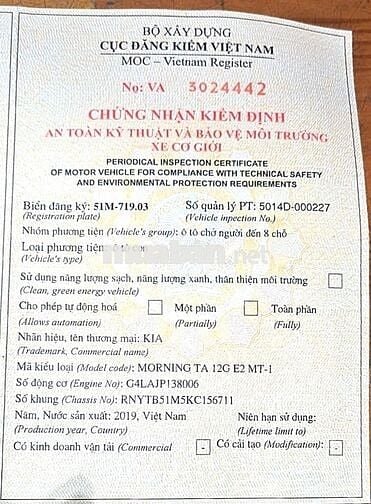 BỘ XÂY DỰNG
CỤC ĐĂNG KIỂM VIỆT NAM
MOC – Vietnam Register
No: VA 3024442
CHỨNG NHẬN KIỂM ĐỊNH
AN TOÀN KỸ THUẬT VÀ BẢO VỆ MÔI TRƯỜNG
XE CƠ GIỚI
PERIODICAL INSPECTION CERTIFICATE
OF MOTOR VEHICLE FOR COMPLIANCE WITH TECHNICAL SAFETY
AND ENVIRONMENTAL PROTECTION REQUIREMENTS
Biển đăng ký: 51M-719.03 Số quản lý PT: 5014D-000227
(Registration plate) (Vehicle inpection No.)
Nhóm phương tiện (Vehicle's group): ô tô chở người đến 8 chỗ
Loại phương tiện ô tô con
(Vehicle's type)
muaban.net
Sử dụng năng lượng sạch, năng lượng xanh, thân thiện môi trường
(Clean, green energy vehicle)
Cho phép tự động hoá Một phần Toàn phần
(Allows automation) (Partially) (Fully)
Nhãn hiệu, tên thương mại: KIA
(Trademark, Commercial name)
Mã kiểu loại (Model code): MORNING TA 12G E2 MT-1
Số động cơ (Engine No): G4LAJP138006
Số khung (Chassis No): RNYTB51M5KC156711
Năm, Nước sản xuất: 2019, Việt Nam Niên hạn sử dụng:
(Production year, Country) (Lifetime limit to)
Có kinh doanh vận tải (Commercial - Có cải tạo (Modification): -